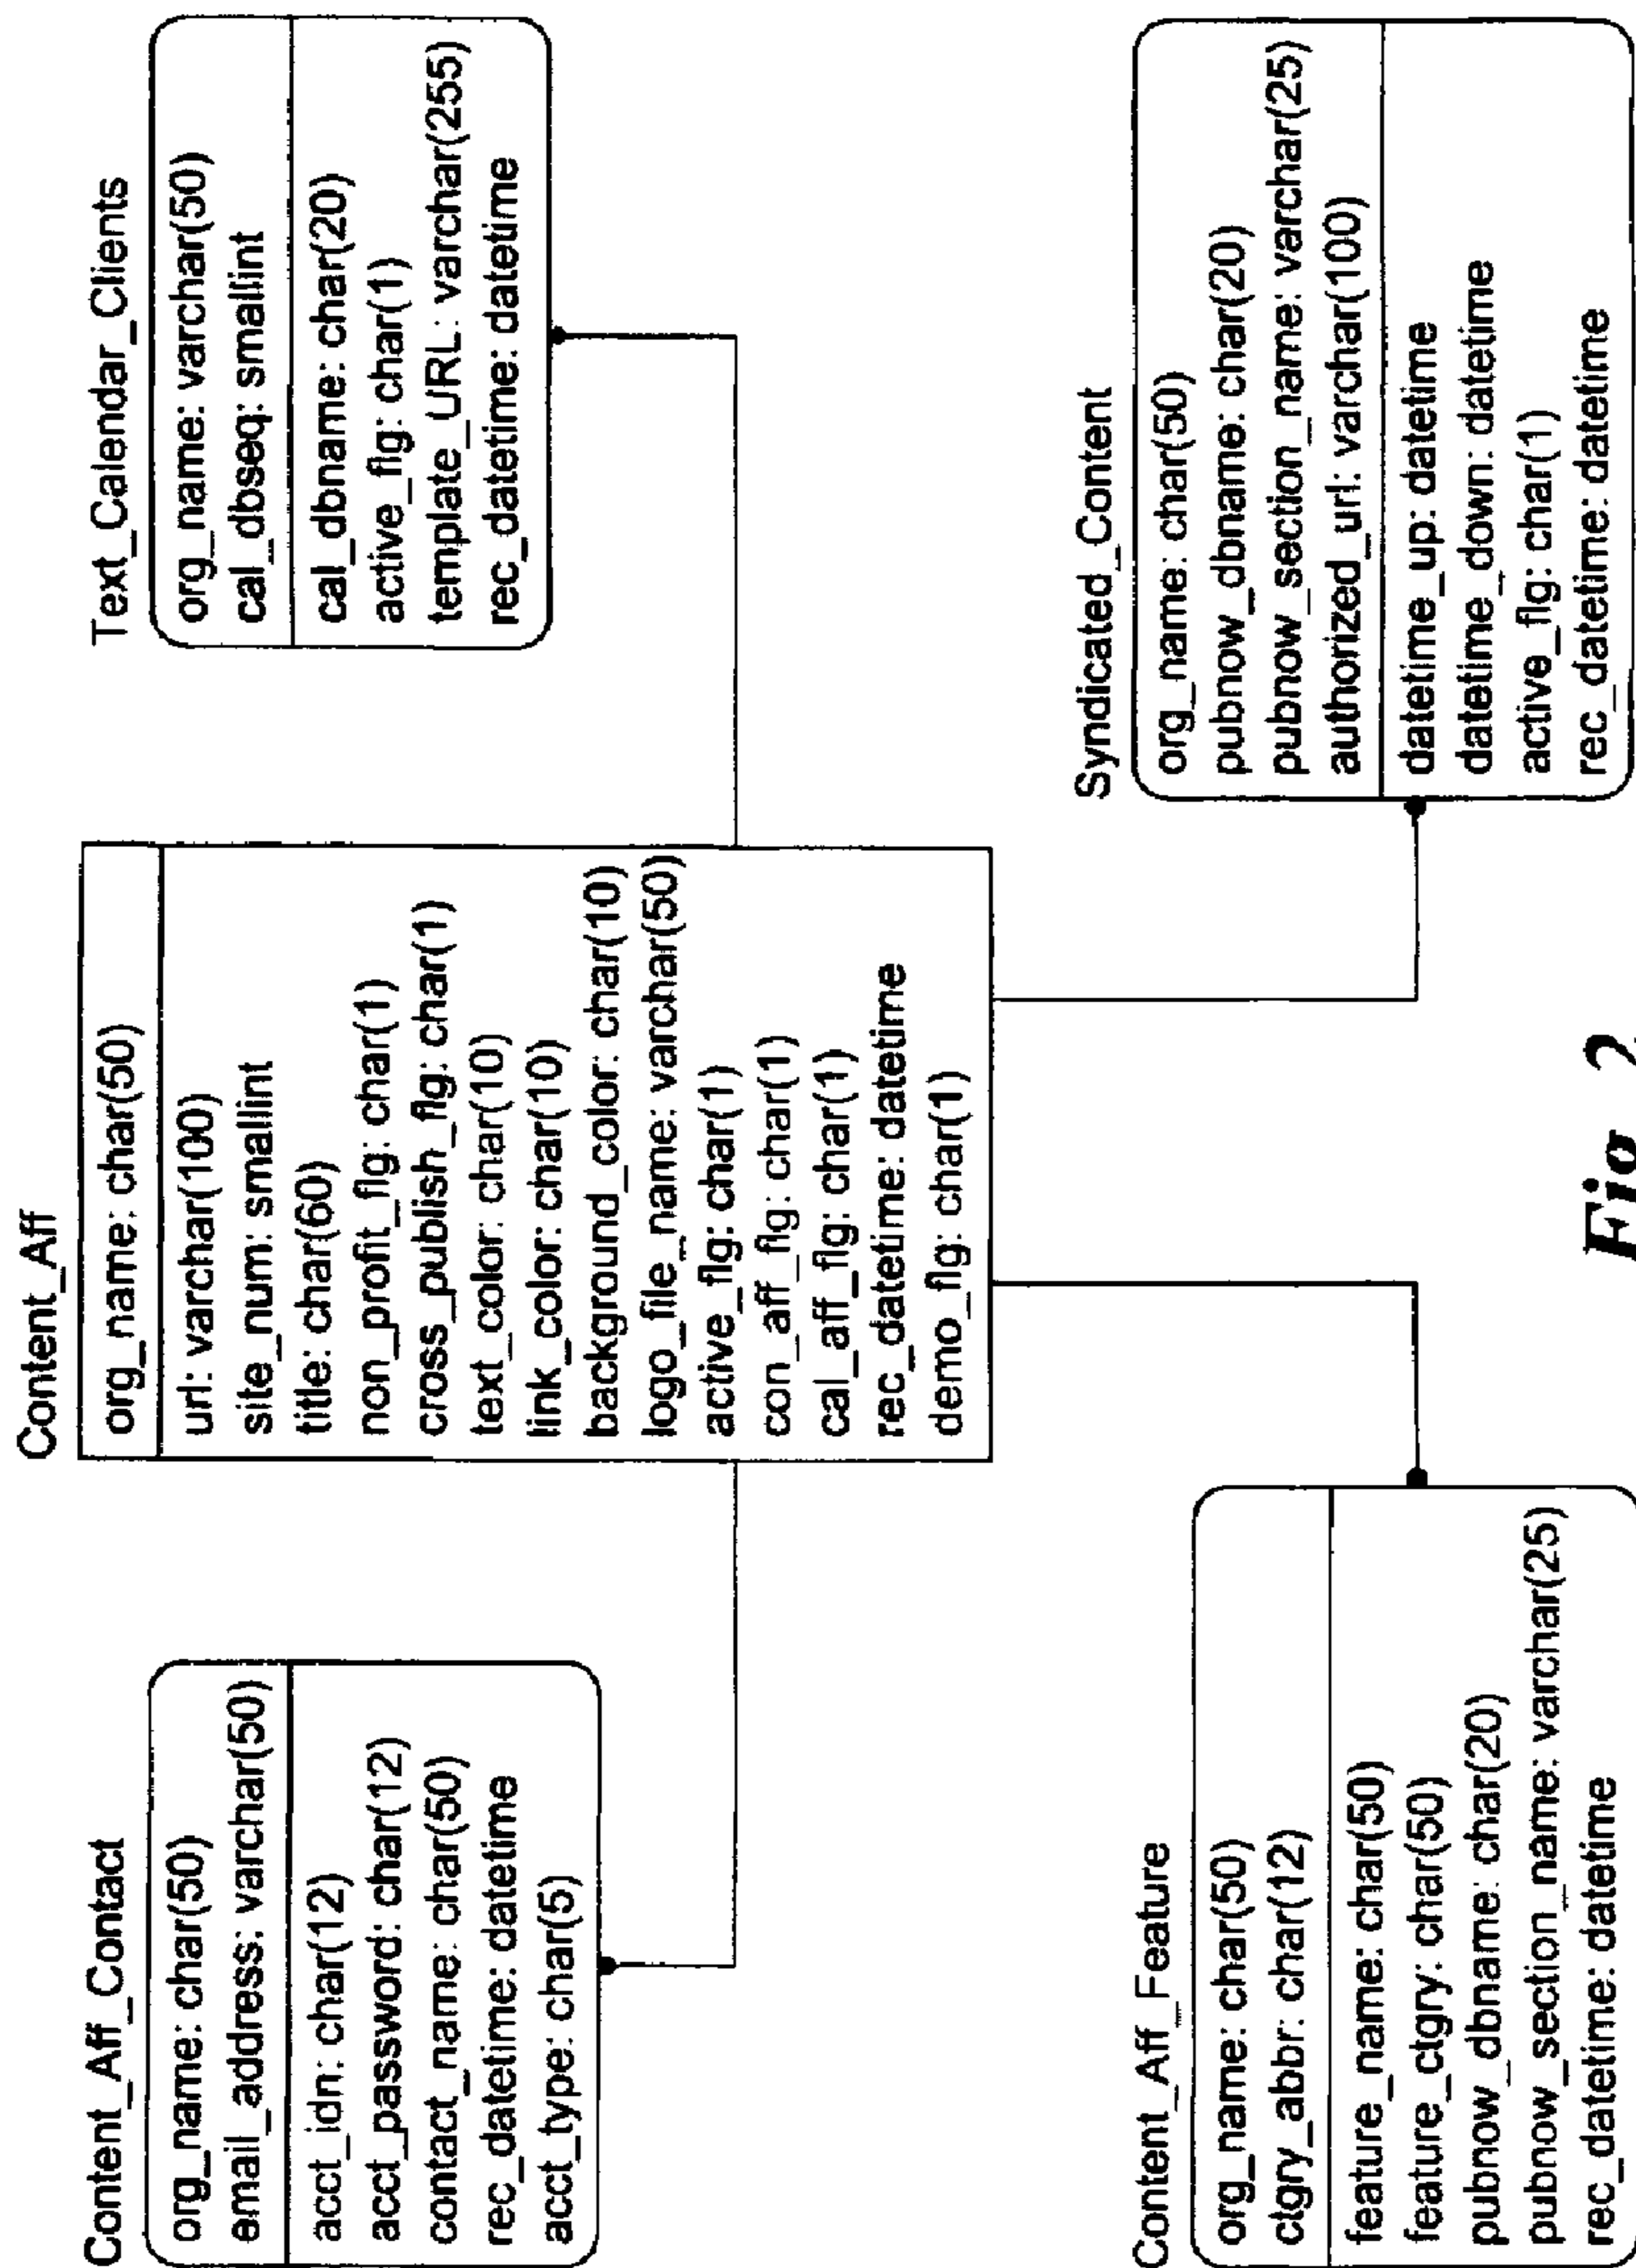 Content_Aff_Contact
org_name: char(50)
email_address: varchar(50)
acct_idn: char(12)
acct_password: char(12)
contact_name: char(50)
rec_datetime: datetime
acct_type: char(5)
Content_Aff
org_name: char(50)
url: varchar(100)
site_num: smallint
title: char(60)
non_profit_flg: char(1)
cross_publish_flg: char(1)
text_color: char(10)
link_color: char(10)
background_color: char(10)
logo_file_name: varchar(50)
active_flg: char(1)
con_aff_flg: char(1)
cal_aff_flg: char(1)
rec_datetime: datetime
demo_flg: char(1)
Text_Calendar_Clients
org_name: varchar(50)
cal_dbseq: smallint
cal_dbname: char(20)
active_flg: char(1)
template_URL: varchar(255)
rec_datetime: datetime
Content_Aff_Feature
org_name: char(50)
ctgry_abbr: char(12)
feature_name: char(50)
feature_ctgry: char(50)
pubnow_dbname: char(20)
pubnow_section_name: varchar(25)
rec_datetime: datetime
Syndicated_Content
org_name: char(50)
pubnow_dbname: char(20)
pubnow_section_name: varchar(25)
authorized_url: varchar(100)
datetime_up: datetime
datetime_down: datetime
active_flg: char(1)
rec_datetime: datetime
Fig. 2